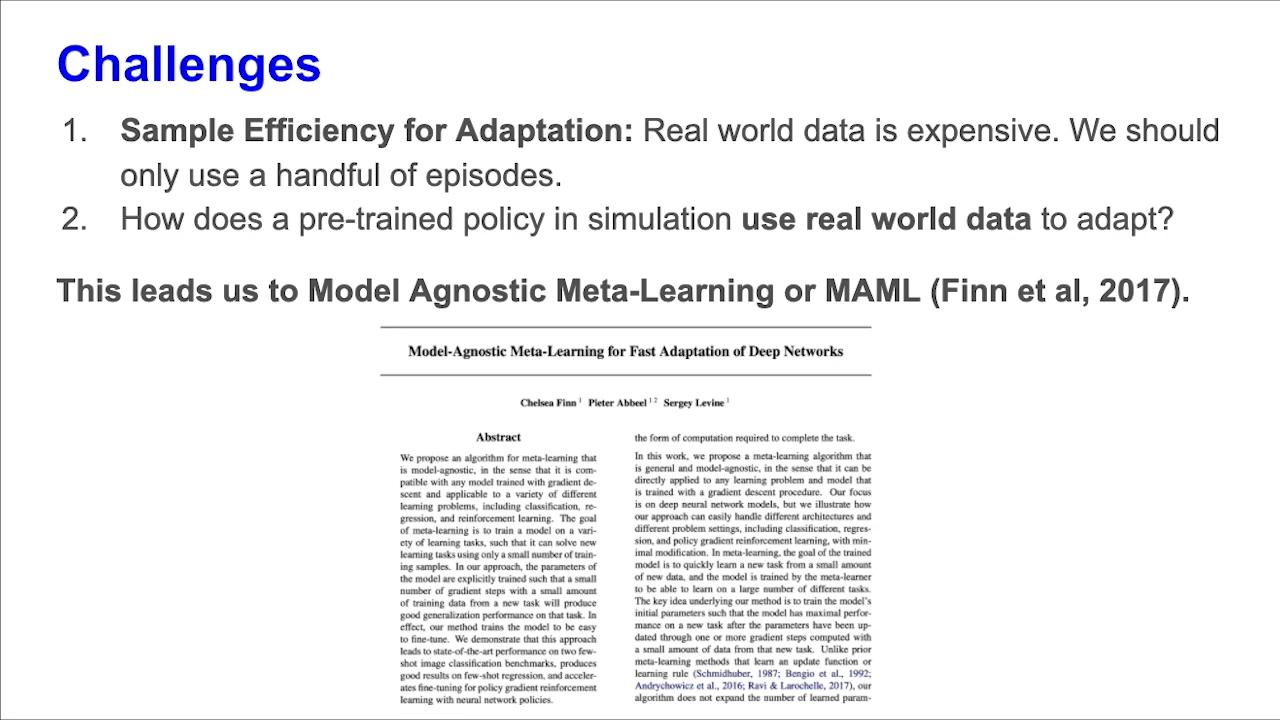 Challenges
1. Sample Efficiency for Adaptation: Real world data is expensive. We should
only use a handful of episodes.
2. How does a pre-trained policy in simulation use real world data to adapt?
This leads us to Model Agnostic Meta-Learning or MAML (Finn et al, 2017).
Model-Agnostic Meta-Learning for Fast Adaptation of Deep Networks
Chelsea Finn 1 Pieter Abbeel 1 2 Sergey Levine 1
Abstract
We propose an algorithm for meta-learning that
is model-agnostic, in the sense that it is com-
patible with any model trained with gradient de-
scent and applicable to a variety of different
learning problems, including classification, re-
gression, and reinforcement learning. The goal
of meta-learning is to train a model on a vari-
ety of learning tasks, such that it can solve new
learning tasks using only a small number of train-
ing samples. In our approach, the parameters of
the model are explicitly trained such that a small
number of gradient steps with a small amount
of training data from a new task will produce
good generalization performance on that task. In
effect, our method trains the model to be easy
to fine-tune. We demonstrate that this approach
leads to state-of-the-art performance on two few-
shot image classification benchmarks, produces
good results on few-shot regression, and acceler-
ates fine-tuning for policy gradient reinforcement
learning with neural network policies.
the form of computation required to complete the task.
In this work, we propose a meta-learning algorithm that
is general and model-agnostic, in the sense that it can be
directly applied to any learning problem and model that
is trained with a gradient descent procedure. Our focus
is on deep neural network models, but we illustrate how
our approach can easily handle different architectures and
different problem settings, including classification, regres-
sion, and policy gradient reinforcement learning, with min-
imal modification. In meta-learning, the goal of the trained
model is to quickly learn a new task from a small amount
of new data, and the model is trained by the meta-learner
to be able to learn on a large number of different tasks.
The key idea underlying our method is to train the model's
initial parameters such that the model has maximal perfor-
mance on a new task after the parameters have been up-
dated through one or more gradient steps computed with
a small amount of data from that new task. Unlike prior
meta-learning methods that learn an update function or
learning rule (Schmidhuber, 1987; Bengio et al., 1992;
Andrychowicz et al., 2016; Ravi & Larochelle, 2017), our
algorithm does not expand the number of learned param-